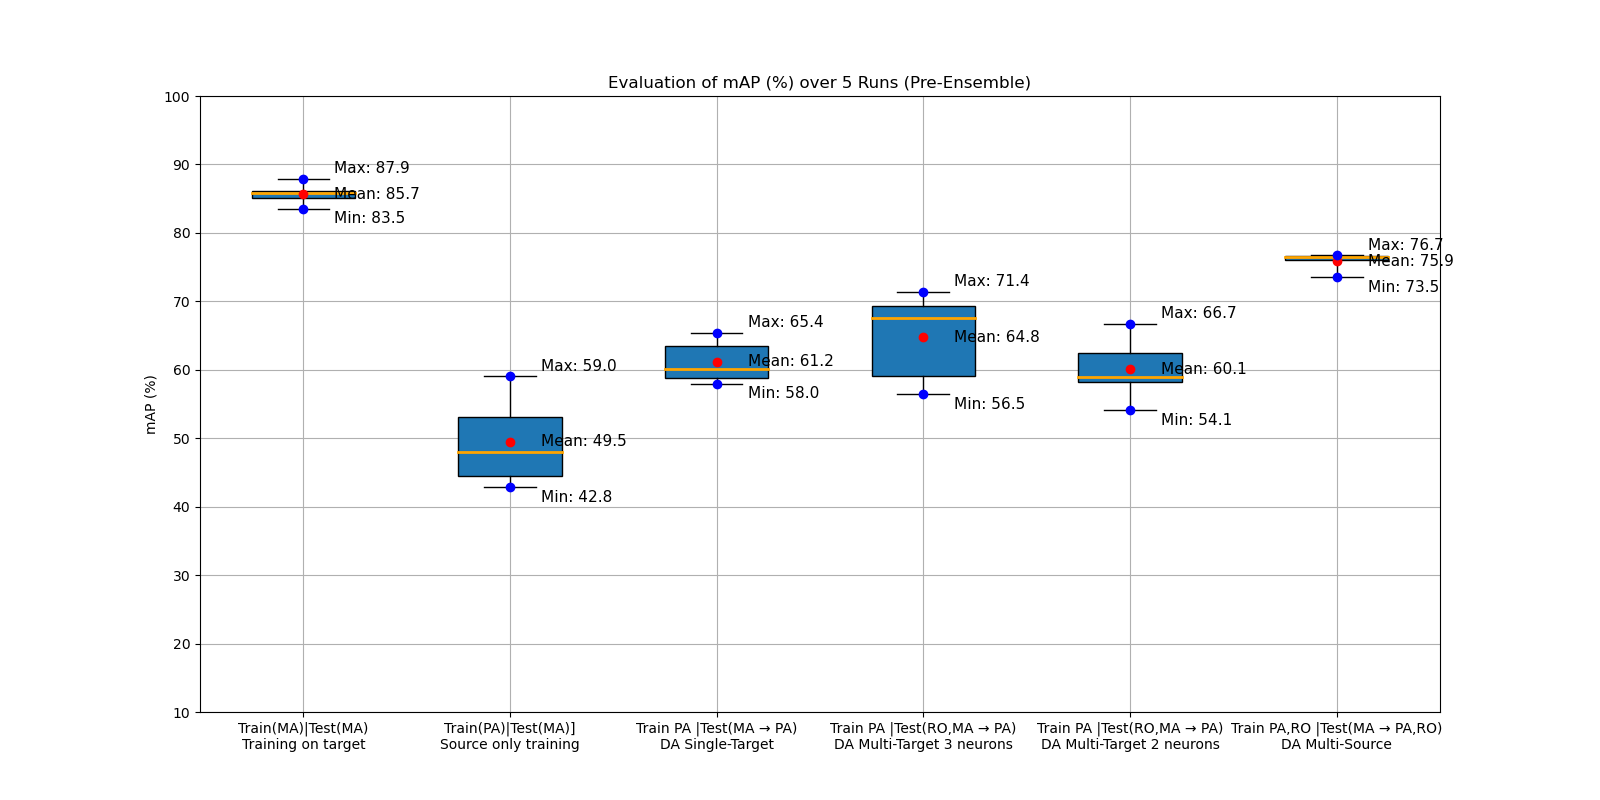 Evaluation of mAP (%) over 5 Runs (Pre-Ensemble)
mAP (%)
100
90
80
70
60
50
40
30
20
10
Max: 87.9
Mean: 85.7
Min: 83.5
Max: 59.0
Mean: 49.5
Min: 42.8
Max: 65.4
Mean: 61.2
Min: 58.0
Max: 71.4
Mean: 64.8
Min: 56.5
Max: 66.7
Mean: 60.1
Min: 54.1
Max: 76.7
Mean: 75.9
Min: 73.5
Train(MA)|Test(MA)
Training on target
Train(PA)|Test(MA)]
Source only training
Train PA |Test(MA → PA)
DA Single-Target
Train PA |Test(RO,MA → PA)
DA Multi-Target 3 neurons
Train PA |Test(RO,MA → PA)
DA Multi-Target 2 neurons
Train PA,RO |Test(MA → PA,RO)
DA Multi-Source